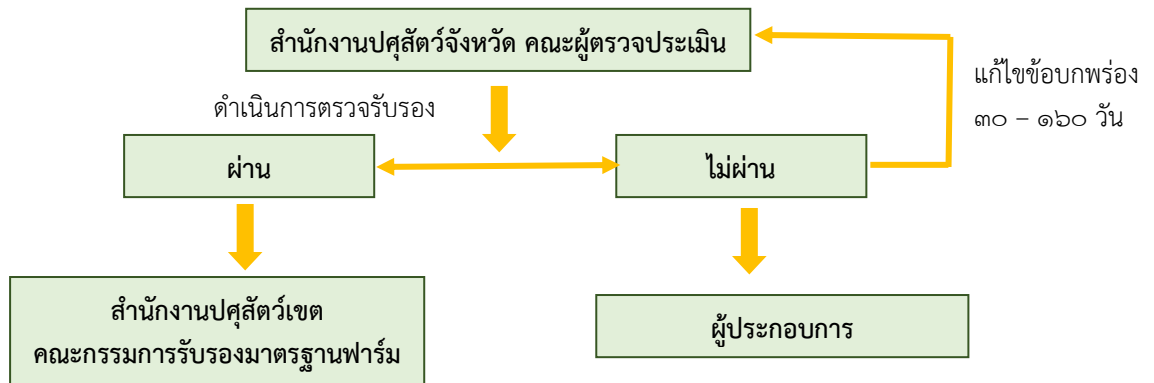 สำนักงานปศุสัตว์จังหวัด คณะผู้ตรวจประเมิน
แก้ไขข้อบกพร่อง
๓๐ – ๑๖๐ วัน
ดำเนินการตรวจรับรอง
ผ่าน
ไม่ผ่าน
สำนักงานปศุสัตว์เขต
คณะกรรมการรับรองมาตรฐานฟาร์ม
ผู้ประกอบการ